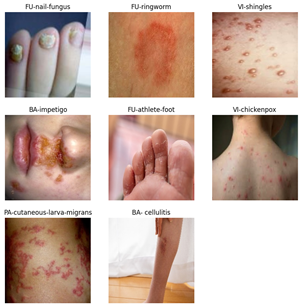 FU-nail-fungus
FU-ringworm
VI-shingles
BA-impetigo
FU-athlete-foot
VI-chickenpox
PA-cutaneous-larva-migrans
BA- cellulitis